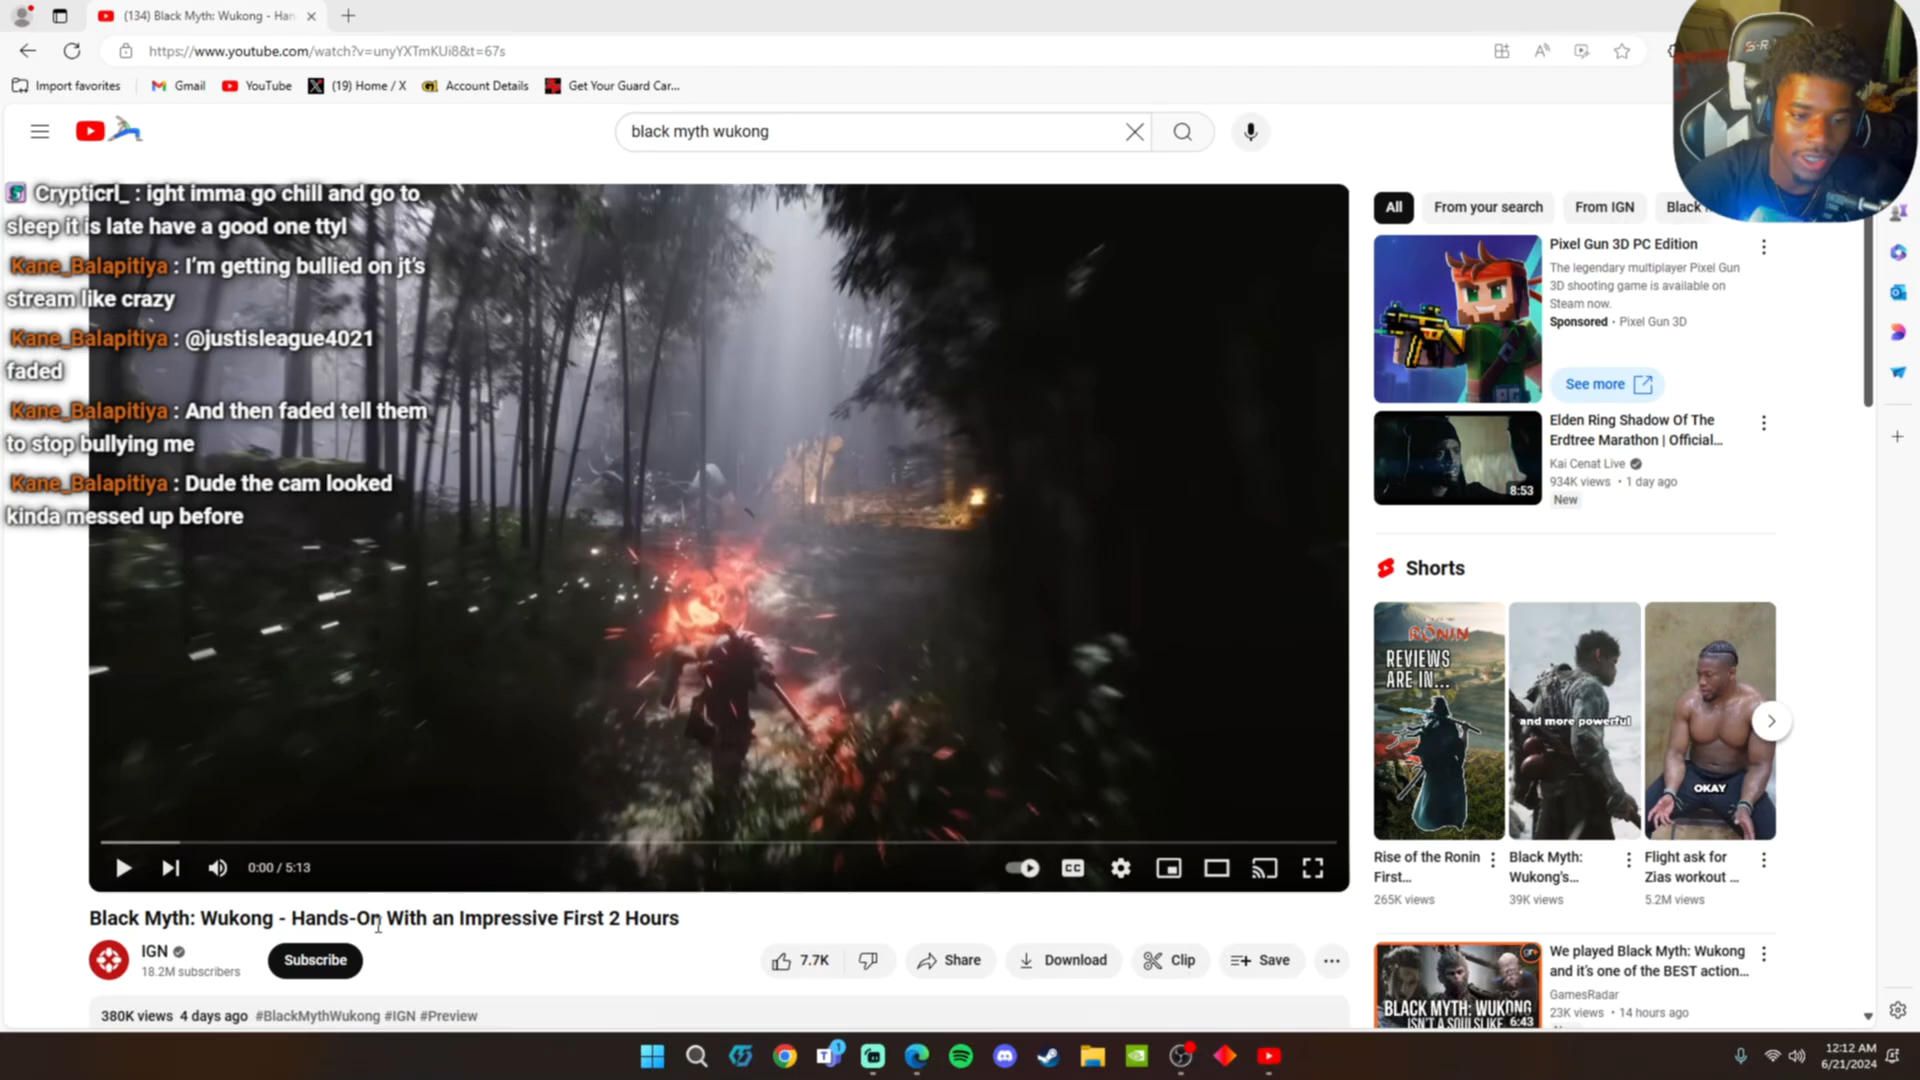 (134) Black Myth: Wukong - Han
https://www.youtube.com/watch?v=unyYXTmKUi8&t=67s
Import favorites
Gmail
YouTube
(19) Home / X
Account Details
Get Your Guard Car...
black myth wukong
Crypticrl_ : ight imma go chill and go to
sleep it is late have a good one ttyl
Kane_Balapitiya : I'm getting bullied on jt's
stream like crazy
Kane_Balapitiya : @justisleague4021
faded
Kane_Balapitiya : And then faded tell them
to stop bullying me
Kane_Balapitiya : Dude the cam looked
kinda messed up before
0:00 / 5:13
CC
Black Myth: Wukong - Hands-On With an Impressive First 2 Hours
IGN
18.2M subscribers
Subscribe
7.7K
Share
Download
Clip
Save
380K views 4 days ago #BlackMythWukong #IGN #Preview
All
From your search
From IGN
Black
Pixel Gun 3D PC Edition
The legendary multiplayer Pixel Gun
3D shooting game is available on
Steam now.
Sponsored · Pixel Gun 3D
See more
8:53
Elden Ring Shadow Of The
Erdtree Marathon | Official...
Kai Cenat Live
934K views · 1 day ago
New
Shorts
RŌNIN
REVIEWS
ARE IN...
and more powerful
OKAY
Rise of the Ronin
First...
265K views
Black Myth:
Wukong's...
39K views
Flight ask for
Zias workout ...
5.2M views
BLACK MYTH: WUKONG
ISN'T A SOULSLIKE
6:43
We played Black Myth: Wukong
and it's one of the BEST action...
GamesRadar
23K views · 14 hours ago
12:12 AM
6/21/2024